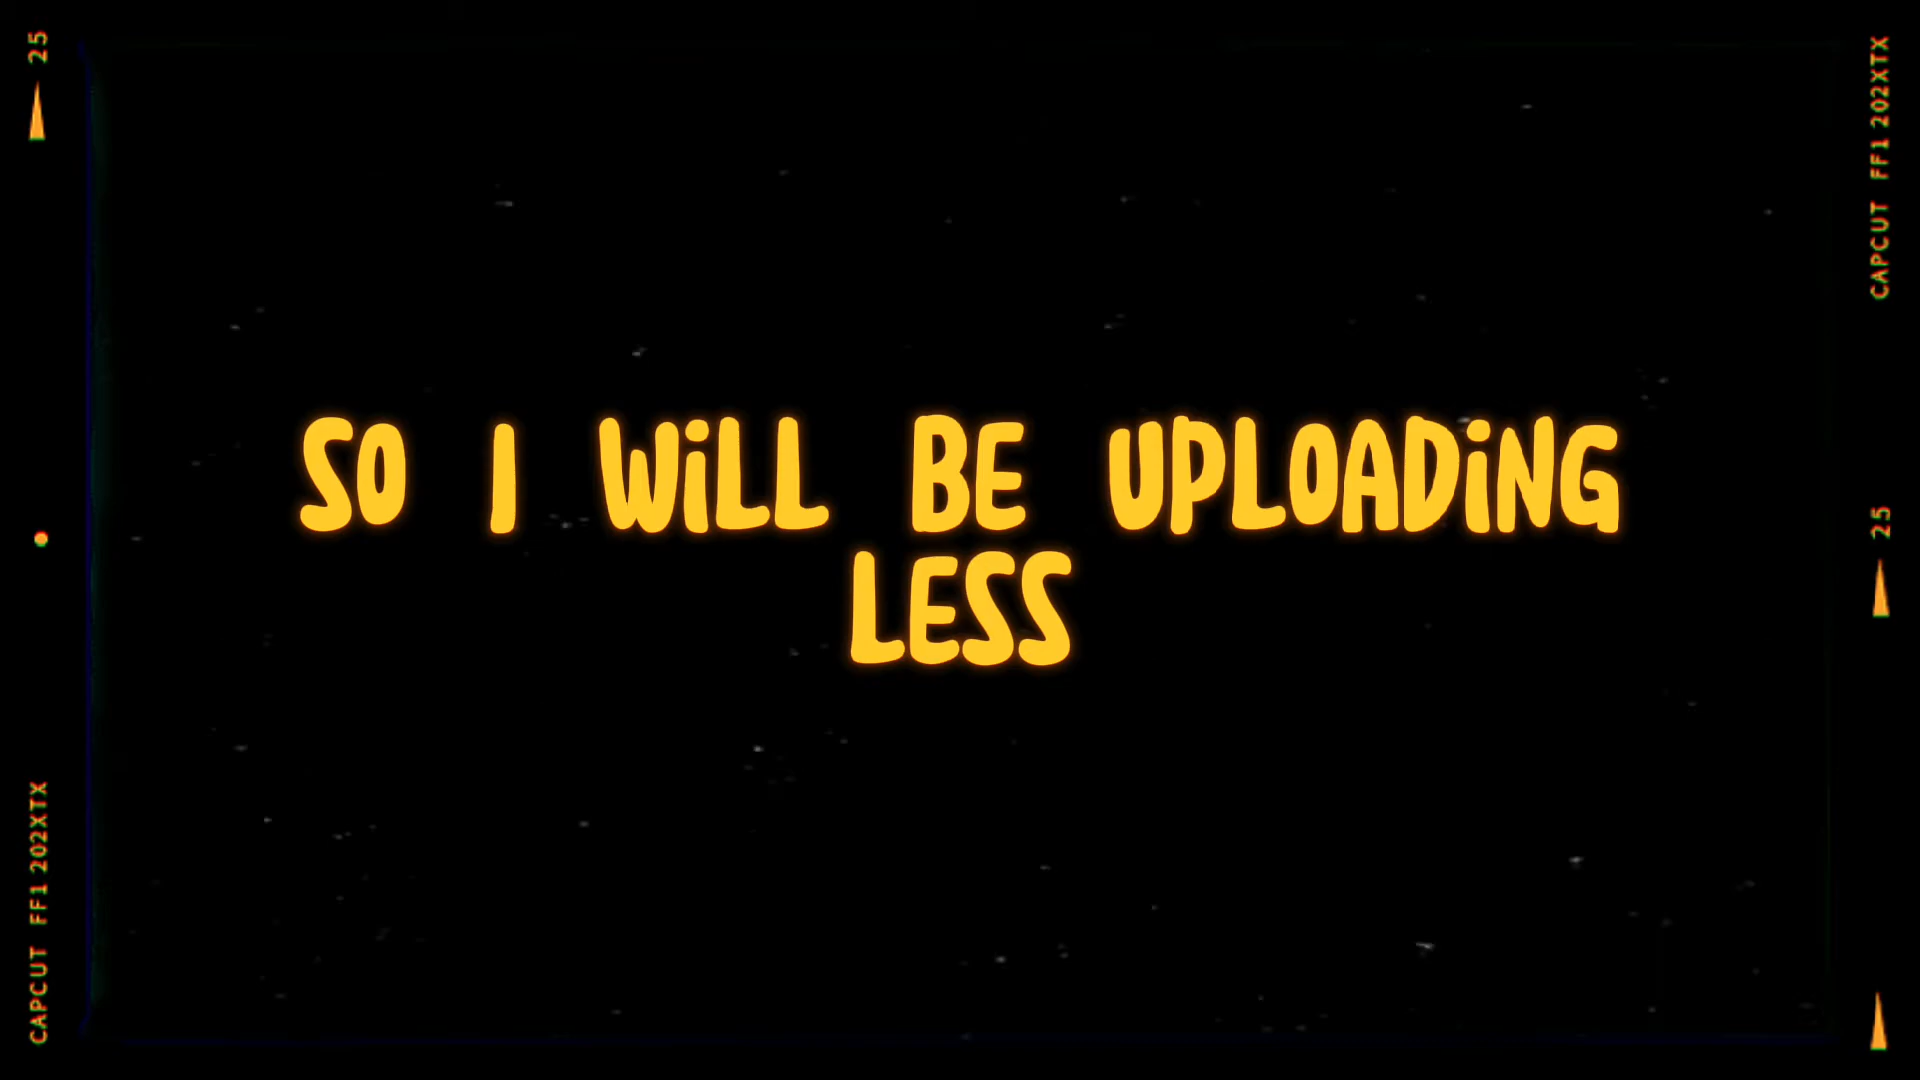 25
CAPCUT FF1 202XTX
SO I WiLL BE UPLOADiNG
LESS
25
CAPCUT FF1 202XTX